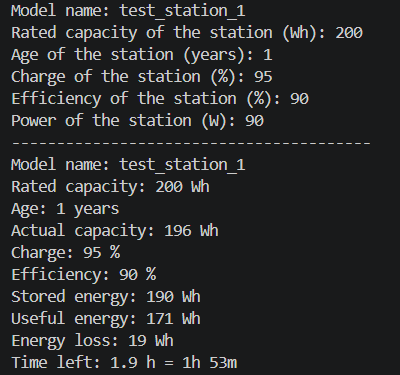 Model name: test_station_1
Rated capacity of the station (Wh): 200
Age of the station (years): 1
Charge of the station (%): 95
Efficiency of the station (%): 90
Power of the station (W): 90
----------------------------------------
Model name: test_station_1
Rated capacity: 200 Wh
Age: 1 years
Actual capacity: 196 Wh
Charge: 95 %
Efficiency: 90 %
Stored energy: 190 Wh
Useful energy: 171 Wh
Energy loss: 19 Wh
Time left: 1.9 h = 1h 53m